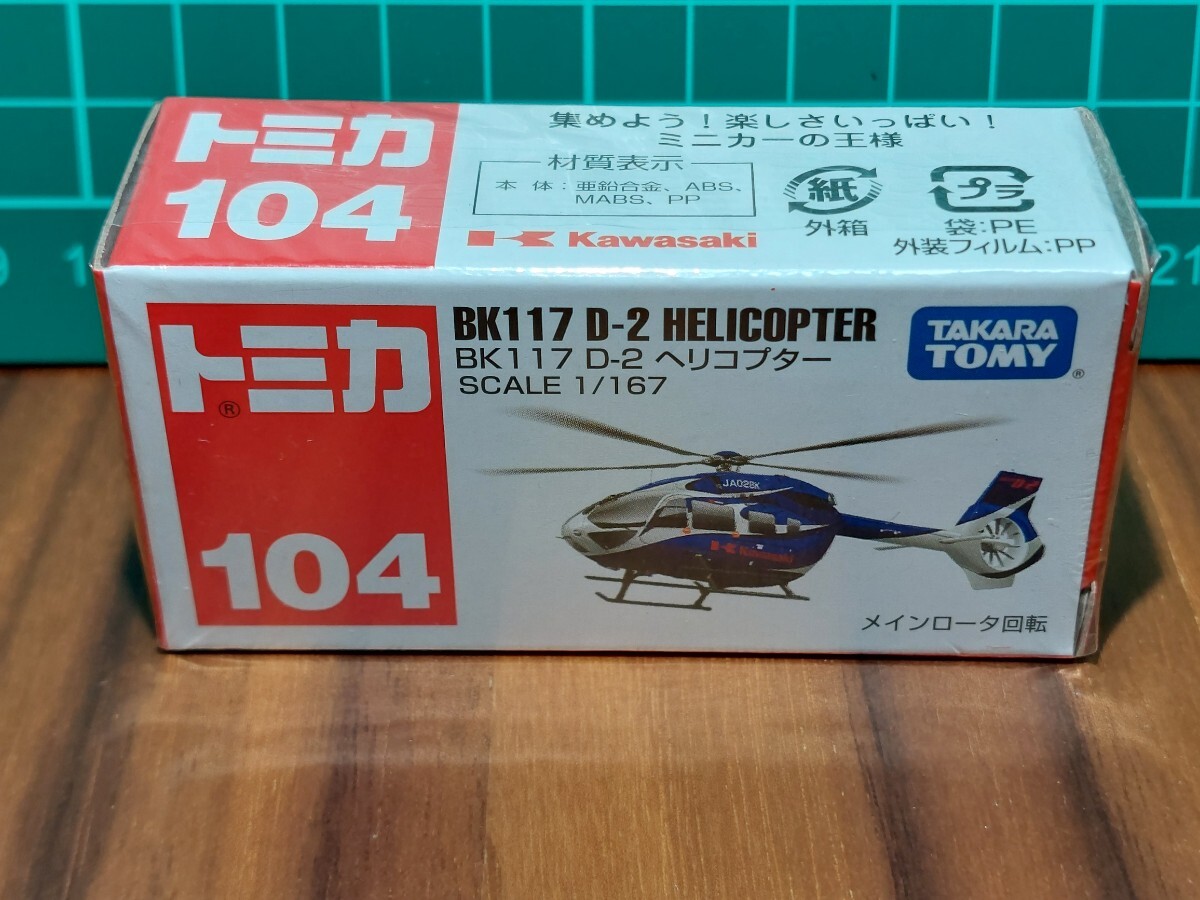 トミカ
104
集めよう!楽しさいっぱい!
ミニカーの王様
材質表示
本 体:亜鉛合金、ABS、
MABS、PP
Kawasaki
紙
外箱
プラ
袋:PE
外装フィルム:PP
21
トミカ®
104
BK117 D-2 HELICOPTER
BK117 D-2 ヘリコプター
SCALE 1/167
TAKARA
TOMY®
JA02BK
Kawasaki
D-2
メインロータ回転